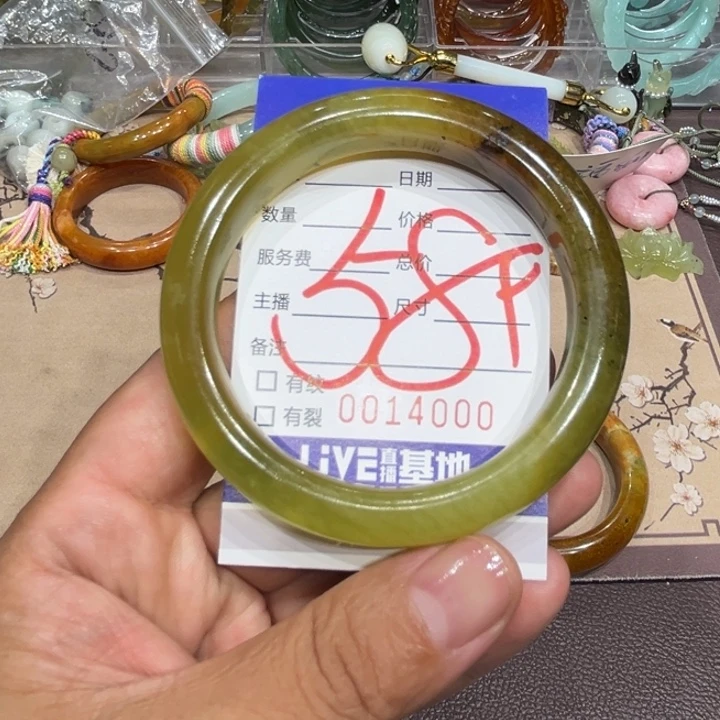 日期
数量 价格
服务费 总价
主播 尺寸
备注
58P
□ 有纹
□ 有裂 0014000
LIVE直播基地